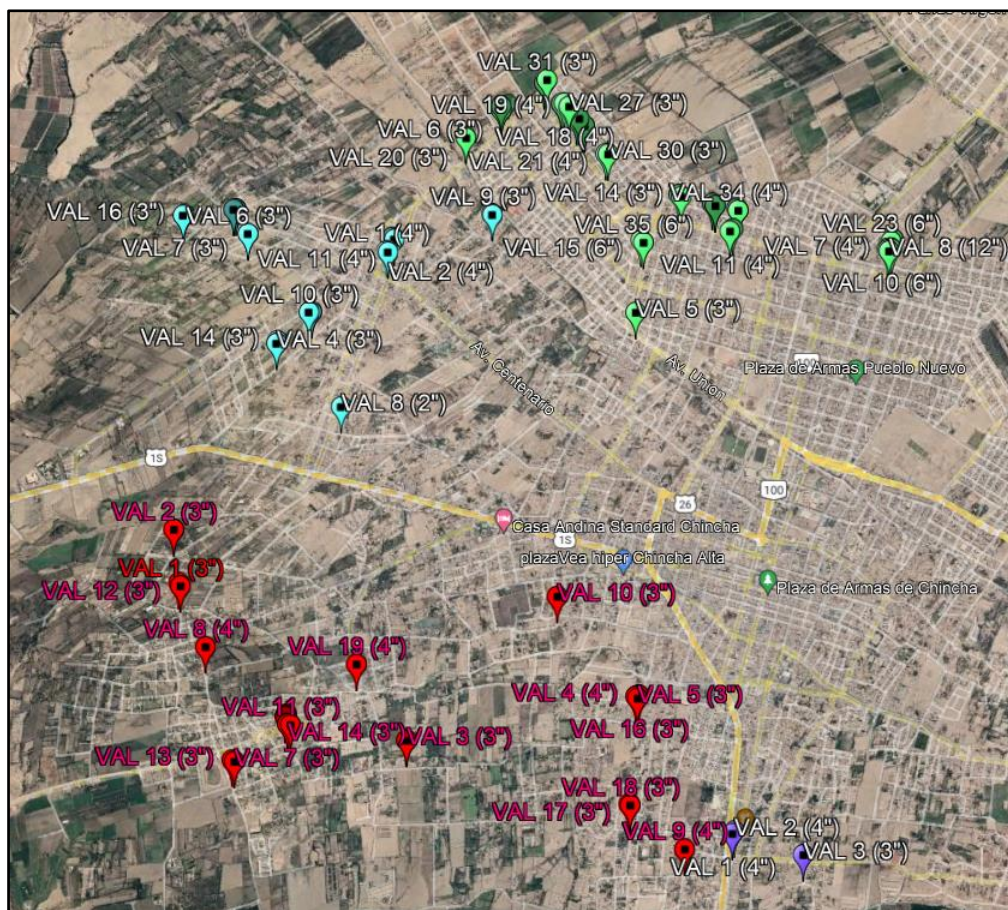 VAL 31 (3")
VAL 19 (4")
VAL 27 (3")
VAL 6 (3")
VAL 18 (4")
VAL 20 (3")
VAL 21 (4")
VAL 30 (3")
VAL 16 (3")
VAL 6 (3")
VAL 9 (3")
VAL 14 (3")
VAL 34 (4")
VAL 7 (3")
VAL 1 (4")
VAL 35 (6")
VAL 23 (6")
VAL 11 (4")
VAL 2 (4")
VAL 15 (6")
VAL 11 (4")
VAL 7 (4")
VAL 8 (12")
VAL 10 (6")
VAL 10 (3")
VAL 5 (3")
VAL 14 (3")
VAL 4 (3")
Av. Centenario
Av. Union
100
Plaza de Armas Pueblo Nuevo
VAL 8 (2")
1S
100
26
VAL 2 (3")
Casa Andina Standard Chincha
1S
plazaVea hiper Chincha Alta
VAL 1 (3")
VAL 12 (3")
VAL 10 (3")
Plaza de Armas de Chincha
VAL 8 (4")
VAL 19 (4")
VAL 4 (4")
VAL 5 (3")
VAL 11 (3")
VAL 14 (3")
VAL 16 (3")
VAL 3 (3")
VAL 13 (3")
VAL 7 (3")
VAL 18 (3")
VAL 17 (3")
VAL 9 (4")
VAL 2 (4")
VAL 1 (4")
VAL 3 (3")